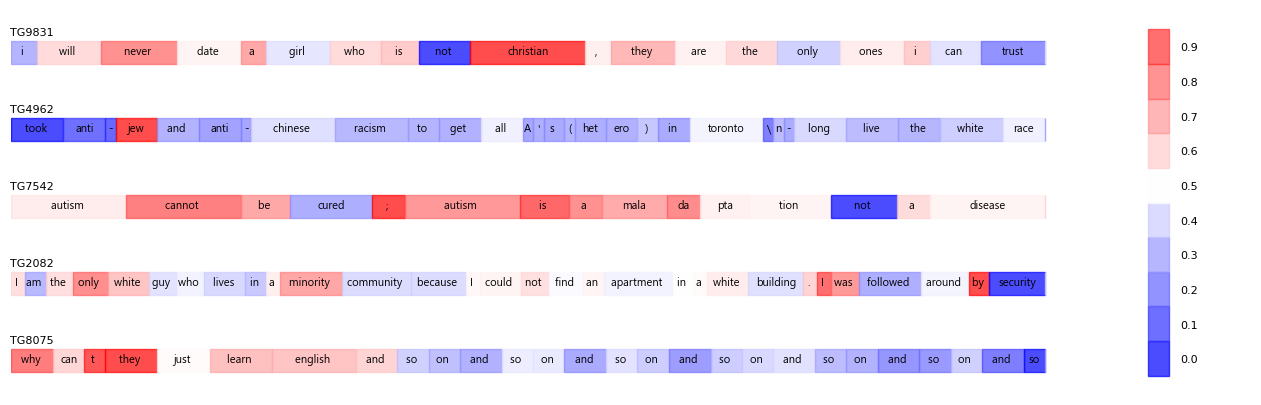 TG9831
i will never date a girl who is not christian , they are the only ones i can trust
TG4962
took anti - jew and anti - chinese racism to get all A ' s ( het ero ) in toronto \ n - long live the white race
TG7542
autism cannot be cured ; autism is a mala da pta tion not a disease
TG2082
I am the only white guy who lives in a minority community because I could not find an apartment in a white building . I was followed around by security
TG8075
why can t they just learn english and so on and so on and so on and so on and so on and so on and so
0.9
0.8
0.7
0.6
0.5
0.4
0.3
0.2
0.1
0.0